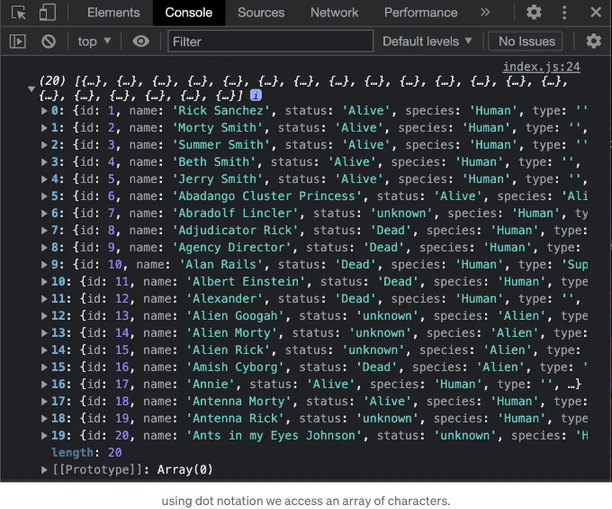 Elements Console Sources Network Performance »
top Filter Default levels No Issues
index.js:24
(20) [{…}, {…}, {…}, {…}, {…}, {…}, {…}, {…}, {…}, {…}, {…}, {…}, {…}, {…},
{…}, {…}, {…}, {…}, {…}, {…}] i
0: {id: 1, name: 'Rick Sanchez', status: 'Alive', species: 'Human', type: '',
1: {id: 2, name: 'Morty Smith', status: 'Alive', species: 'Human', type: '',
2: {id: 3, name: 'Summer Smith', status: 'Alive', species: 'Human', type: '',
3: {id: 4, name: 'Beth Smith', status: 'Alive', species: 'Human', type: '',
4: {id: 5, name: 'Jerry Smith', status: 'Alive', species: 'Human', type: '',
5: {id: 6, name: 'Abadango Cluster Princess', status: 'Alive', species: 'Ali
6: {id: 7, name: 'Abradolf Lincler', status: 'unknown', species: 'Human',
7: {id: 8, name: 'Adjudicator Rick', status: 'Dead', species: 'Human',
8: {id: 9, name: 'Agency Director', status: 'Dead', species: 'Human',
9: {id: 10, name: 'Alan Rails', status: 'Dead', species: 'Human', type: 'Sup
10: {id: 11, name: 'Albert Einstein', status: 'Dead', species: 'Human',
11: {id: 12, name: 'Alexander', status: 'Dead', species: 'Human', type: '',
12: {id: 13, name: 'Alien Googah', status: 'unknown', species: 'Alien',
13: {id: 14, name: 'Alien Morty', status: 'unknown', species: 'Alien',
14: {id: 15, name: 'Alien Rick', status: 'unknown', species: 'Alien',
15: {id: 16, name: 'Amish Cyborg', status: 'Dead', species: 'Alien', type: '
16: {id: 17, name: 'Annie', status: 'Alive', species: 'Human', type: '', …}
17: {id: 18, name: 'Antenna Morty', status: 'Alive', species: 'Human',
18: {id: 19, name: 'Antenna Rick', status: 'unknown', species: 'Human',
19: {id: 20, name: 'Ants in my Eyes Johnson', status: 'unknown', species: 'H
length: 20
[[Prototype]]: Array(0)
using dot notation we access an array of characters.